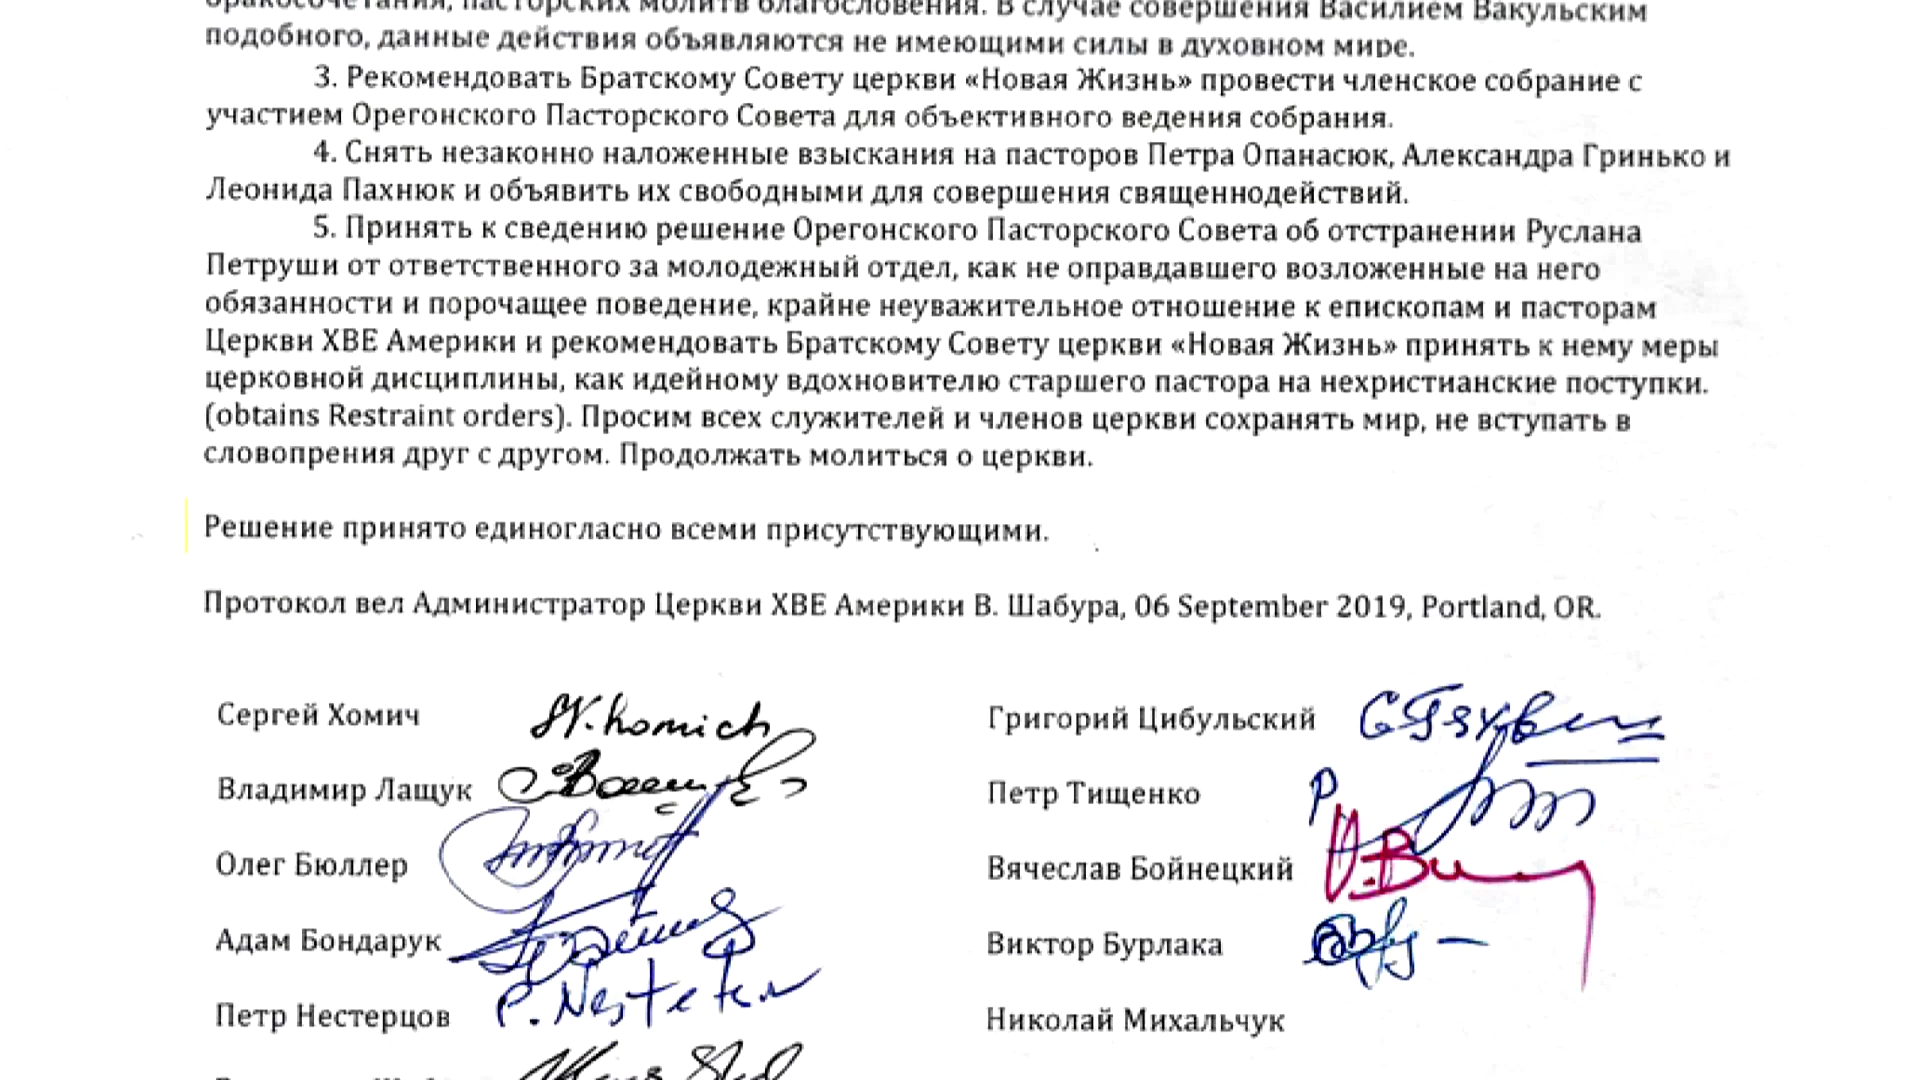 бракосочетания, пасторских молитв благословения. В случае совершения Василием Вакульским
подобного, данные действия объявляются не имеющими силы в духовном мире.
3. Рекомендовать Братскому Совету церкви «Новая Жизнь» провести членское собрание с
участием Орегонского Пасторского Совета для объективного ведения собрания.
4. Снять незаконно наложенные взыскания на пасторов Петра Опанасюк, Александра Гринько и
Леонида Пахнюк и объявить их свободными для совершения священнодействий.
5. Принять к сведению решение Орегонского Пасторского Совета об отстранении Руслана
Петруши от ответственного за молодежный отдел, как не оправдавшего возложенные на него
обязанности и порочащее поведение, крайне неуважительное отношение к епископам и пасторам
Церкви ХВЕ Америки и рекомендовать Братскому Совету церкви «Новая Жизнь» принять к нему меры
церковной дисциплины, как идейному вдохновителю старшего пастора на нехристианские поступки.
(obtains Restraint orders). Просим всех служителей и членов церкви сохранять мир, не вступать в
словопрения друг с другом. Продолжать молиться о церкви.
Решение принято единогласно всеми присутствующими.
Протокол вел Администратор Церкви ХВЕ Америки В. Шабура, 06 September 2019, Portland, OR.
Сергей Хомич Григорий Цибульский
Владимир Лащук Петр Тищенко
Олег Бюллер Вячеслав Бойнецкий
Адам Бондарук Виктор Бурлака
Петр Нестерцов Николай Михальчук